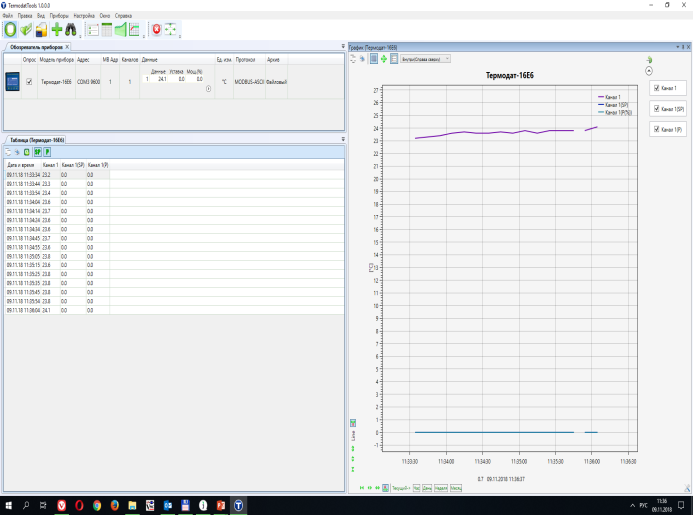 TermodatTools 1.0.0.0
Файл Правка Вид Приборы Настройка Окно Справка
Обозреватель приборов X
Опрос Модель прибора Адрес МВ Адр Каналов Данные Ед. изм. Протокол Архив
Данные Уставка Мощ.(%)
Термодат-16E6 COM3 9600 1 1 1 24,1 0.0 0.0 °C MODBUS-ASCII Файловый
Таблица (Термодат-16E6)
SP P
Дата и время Канал 1 Канал 1(SP) Канал 1(P)
09.11.18 11:33:34 23.2 0.0 0.0
09.11.18 11:33:44 23.3 0.0 0.0
09.11.18 11:33:54 23.4 0.0 0.0
09.11.18 11:34:04 23.6 0.0 0.0
09.11.18 11:34:14 23.7 0.0 0.0
09.11.18 11:34:24 23.6 0.0 0.0
09.11.18 11:34:34 23.6 0.0 0.0
09.11.18 11:34:45 23.7 0.0 0.0
09.11.18 11:34:55 23.6 0.0 0.0
09.11.18 11:35:05 23.8 0.0 0.0
09.11.18 11:35:15 23.6 0.0 0.0
09.11.18 11:35:25 23.8 0.0 0.0
09.11.18 11:35:35 23.8 0.0 0.0
09.11.18 11:35:45 23.8 0.0 0.0
09.11.18 11:35:54 23.8 0.0 0.0
09.11.18 11:36:04 24.1 0.0 0.0
График (Термодат-16E6)
Внутри(Справа сверху)
Термодат-16E6
Канал 1
Канал 1(SP)
Канал 1(P(%))
Канал 1
Канал 1(SP)
Канал 1(P)
27
26
25
24
23
22
21
20
19
18
17
16
15
14
13
12
11
10
9
8
7
6
5
4
3
2
1
0
-1
T(°C)
Line
11:33:30 11:34:00 11:34:30 11:35:00 11:35:30 11:36:00 11:36:30
Д.Т 09.11.2018 11:36:37
Текущий-1 Час День Неделя Месяц
РУС
11:36
09.11.2018